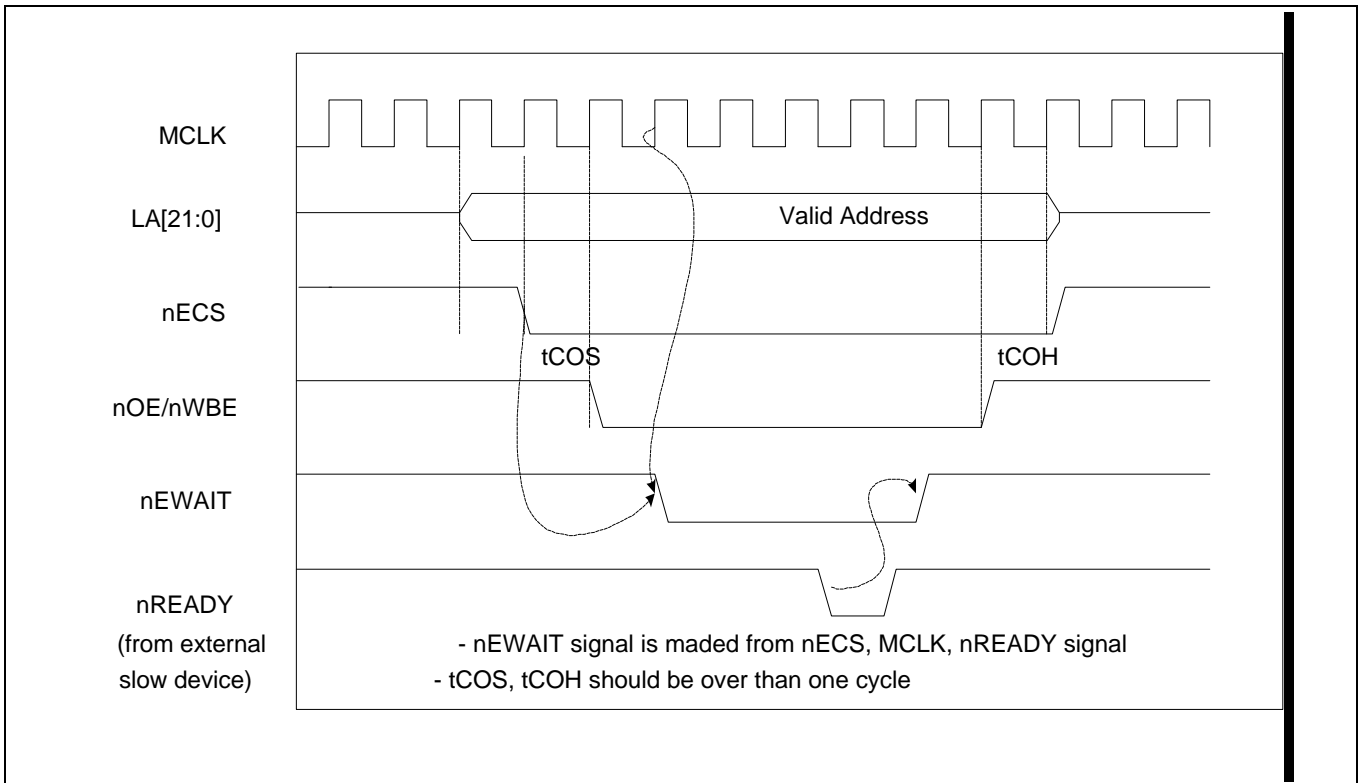 MCLK
LA[21:0]
Valid Address
nECS
tCOS
tCOH
nOE/nWBE
nEWAIT
nREADY
(from external
slow device)
- nEWAIT signal is maded from nECS, MCLK, nREADY signal
- tCOS, tCOH should be over than one cycle